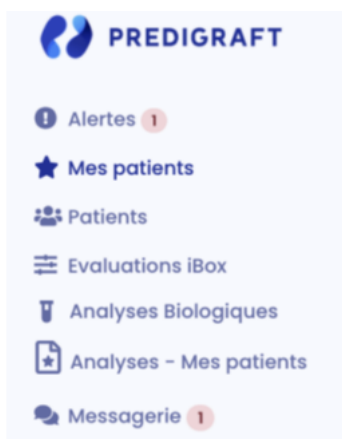 PREDIGRAFT
Alertes 1
Mes patients
Patients
Evaluations iBox
Analyses Biologiques
Analyses - Mes patients
Messagerie 1